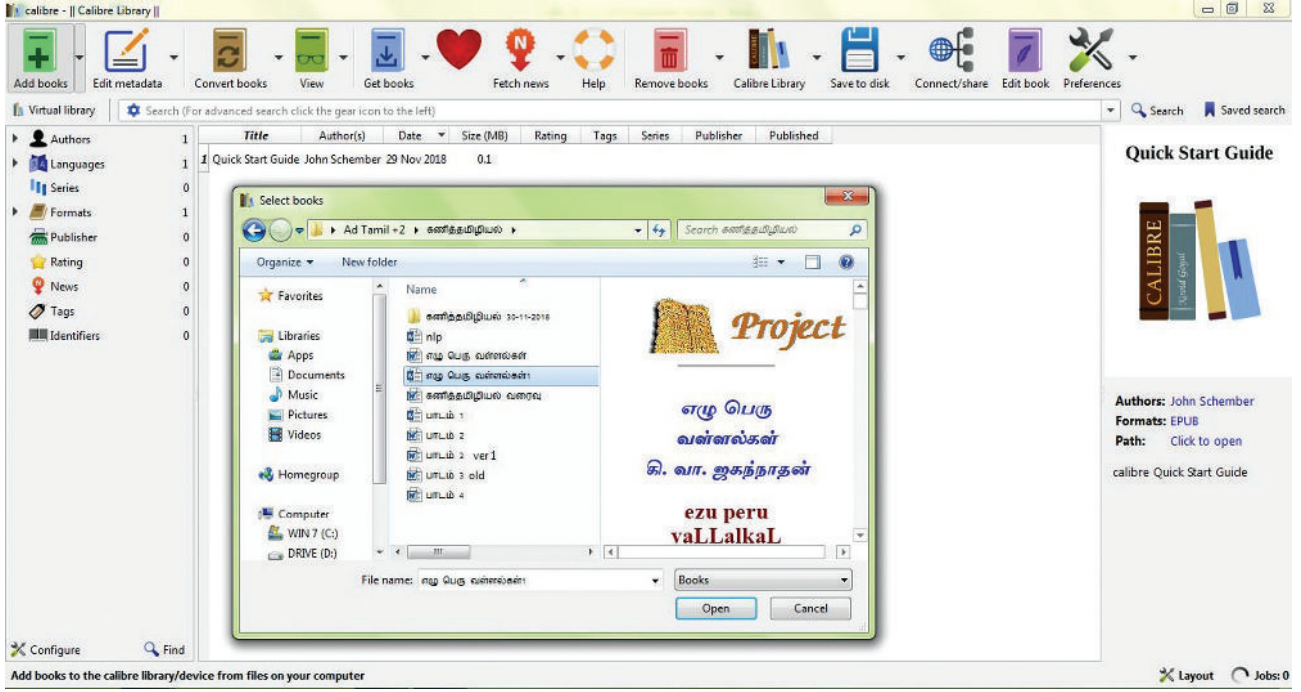 calibre - || Calibre Library ||
Add books
Edit metadata
Convert books
View
Get books
Fetch news
Help
Remove books
Calibre Library
Save to disk
Connect/share
Edit book
Preferences
Virtual library
Search (For advanced search click the gear icon to the left)
Search
Saved search
Authors 1
Languages 1
Series 0
Formats 1
Publisher 0
Rating 0
News 0
Tags 0
Identifiers 0
Title Author(s) Date Size (MB) Rating Tags Series Publisher Published
1 Quick Start Guide John Schember 29 Nov 2018 0.1
Select books
Ad Tamil +2 கணித்தமிழியல்
Search கணித்தமிழியல்
Organize New folder
Favorites
Libraries
Apps
Documents
Music
Pictures
Videos
Homegroup
Computer
WIN 7 (C:)
DRIVE (D:)
Name
கணித்தமிழியல் 30-11-2018
nlp
எழு பெரு வள்ளல்கள்
எழு பெரு வள்ளல்கள்1
கணித்தமிழியல் வரைவு
பாடம் 1
பாடம் 2
பாடம் 2 ver1
பாடம் 3 old
பாடம் 4
Project
எழு பெரு
வள்ளல்கள்
கி. வா. ஜகந்நாதன்
ezu peru
vaLLalkaL
File name: எழு பெரு வள்ளல்கள்1
Books
Open
Cancel
Quick Start Guide
CALIBRE
Kovid Goyal
Authors: John Schember
Formats: EPUB
Path: Click to open
calibre Quick Start Guide
Configure
Find
Add books to the calibre library/device from files on your computer
Layout
Jobs: 0